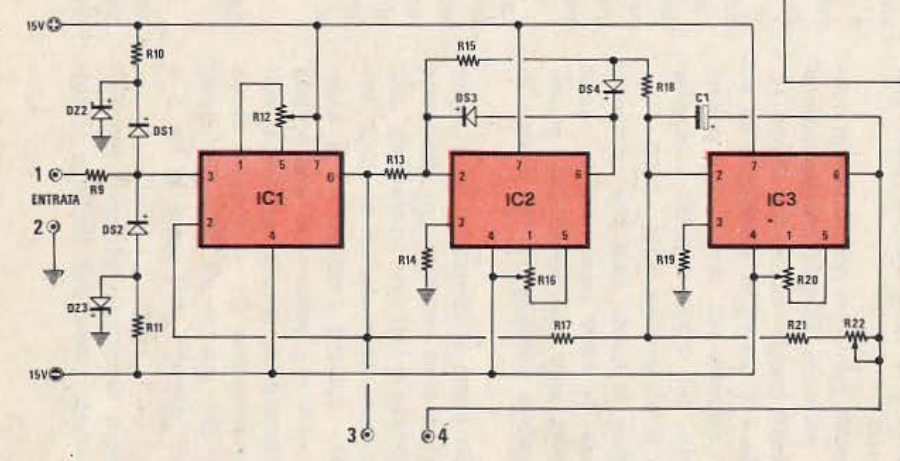 15V +
R10
R15
DZ2
DS1
R12
DS3
DS4
R18
C1
1
5
7
7
7
1
R9
3
6
R13
2
6
2
6
ENTRATA
IC1
IC2
IC3
2
DS2
2
3
3
4
R14
4
1
5
R19
4
1
5
R16
R20
DZ3
R11
R17
R21
R22
15V −
3
4